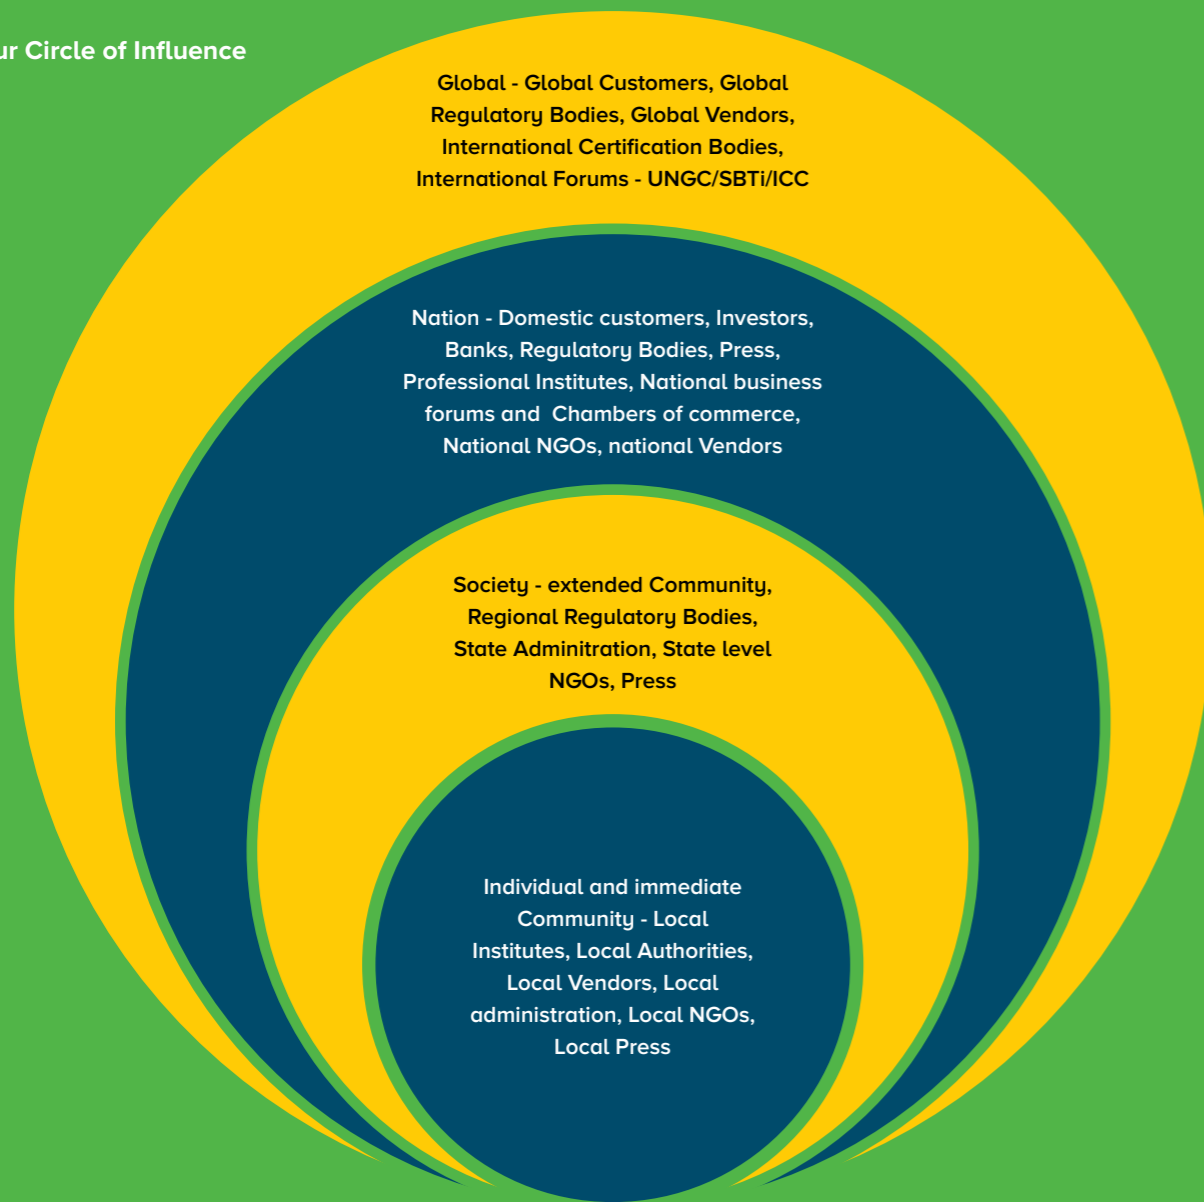 ur Circle of Influence
Global - Global Customers, Global
Regulatory Bodies, Global Vendors,
International Certification Bodies,
International Forums - UNGC/SBTi/ICC
Nation - Domestic customers, Investors,
Banks, Regulatory Bodies, Press,
Professional Institutes, National business
forums and Chambers of commerce,
National NGOs, national Vendors
Society - extended Community,
Regional Regulatory Bodies,
State Adminitration, State level
NGOs, Press
Individual and immediate
Community - Local
Institutes, Local Authorities,
Local Vendors, Local
administration, Local NGOs,
Local Press